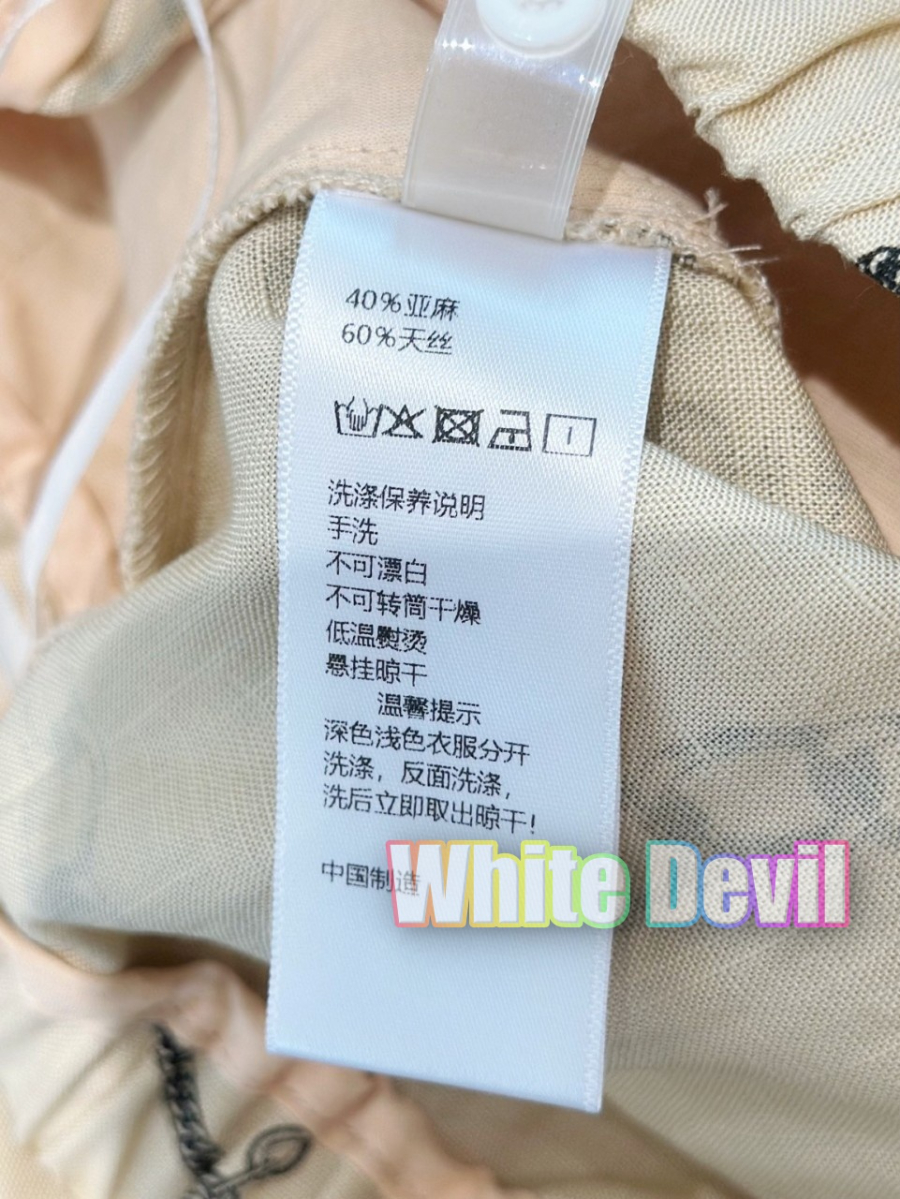 40%亚麻
60%天丝
洗涤保养说明
手洗
不可漂白
不可转筒干燥
低温熨烫
悬挂晾干
温馨提示
深色浅色衣服分开
洗涤，反面洗涤，
洗后立即取出晾干！
中国制造
White Devil